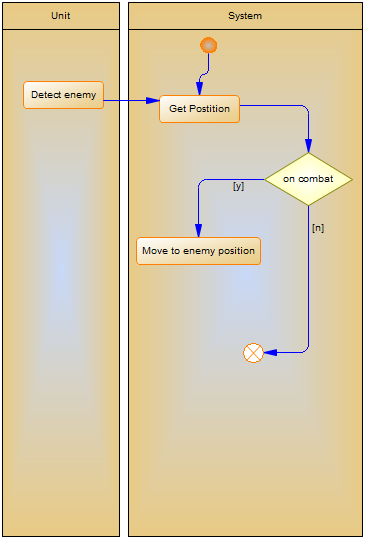 Unit
System
Detect enemy
Get Postition
on combat
[y]
[n]
Move to enemy position